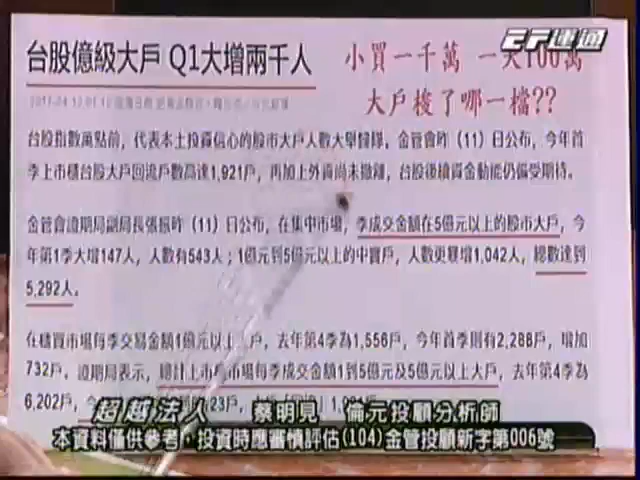 EF建通
台股億級大戶 Q1大增兩千人
小買一千萬 一天100萬
大戶梭了哪一檔??
台股指數萬點前，代表本土投資信心的股市大戶人數大舉歸隊。金管會昨（11）日公布，今年首
季上市櫃台股大戶回流戶數高達1,921戶，再加上外資尚未撤離，台股後續資金動能仍備受期待。
金管會證期局副局長張振昨（11）日公布，在集中市場，季成交金額在5億元以上的股市大戶，今
年第1季大增147人，人數有543人；1億元到5億元以上的中實戶，人數更暴增1,042人，總數達到
5,292人。
在櫃買市場每季交易金額1億元以上 戶，去年第4季為1,556戶，今年首季則有2,288戶，增加
732戶。證期局表示，總計上市 市場每季成交金額1到5億元及5億元以上大戶，去年第4季為
6,202戶，今 23戶
超越法人 蔡明見 倫元投顧分析師
本資料僅供參考，投資時應審慎評估(104)金管投顧新字第006號